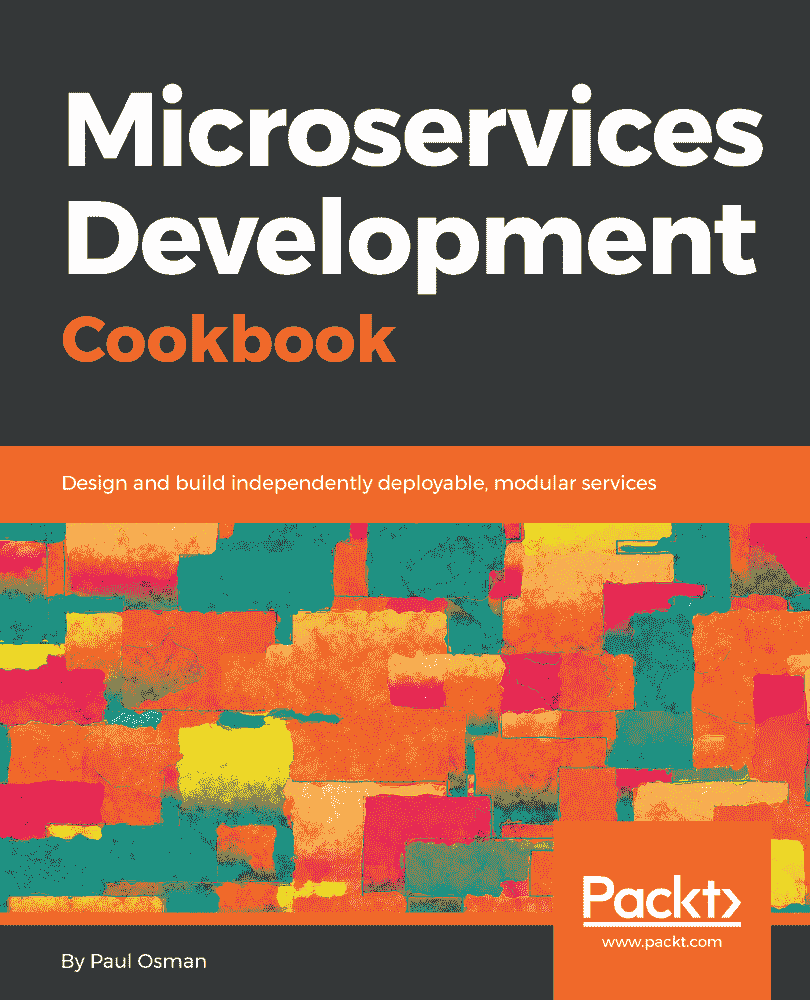 Microservices
Development
Cookbook
Design and build independently deployable, modular services
Packt>
www.packt.com
By Paul Osman